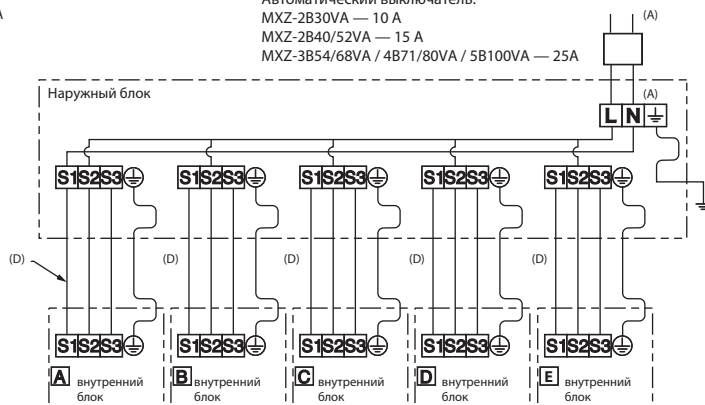 Автоматический выключатель:
MXZ-2B30VA — 10 A
MXZ-2B40/52VA — 15 A
MXZ-3B54/68VA / 4B71/80VA / 5B100VA — 25A
(A)
Наружный блок
(A)
L N
S1 S2 S3 S1 S2 S3 S1 S2 S3 S1 S2 S3 S1 S2 S3
(D) (D) (D) (D) (D)
S1 S2 S3 S1 S2 S3 S1 S2 S3 S1 S2 S3 S1 S2 S3
A внутренний блок
B внутренний блок
C внутренний блок
D внутренний блок
E внутренний блок